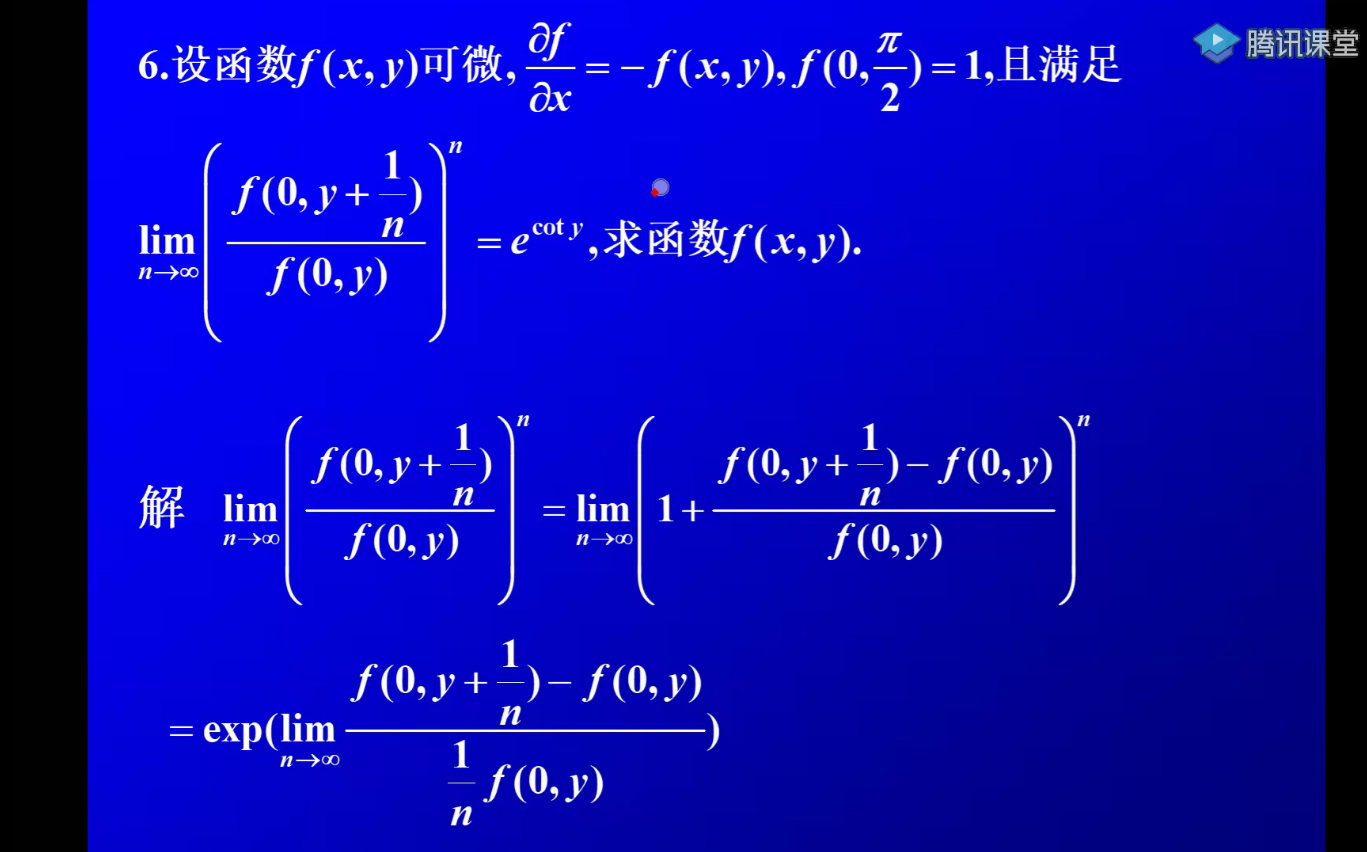 腾讯课堂
6.设函数f(x, y)可微, ∂f/∂x = −f(x, y), f(0, π/2) = 1, 且满足
lim_{n→∞} ( f(0, y + 1/n) / f(0, y) )^n = e^{cot y}, 求函数f(x, y).
解 lim_{n→∞} ( f(0, y + 1/n) / f(0, y) )^n = lim_{n→∞} ( 1 + (f(0, y + 1/n) − f(0, y)) / f(0, y) )^n
= exp( lim_{n→∞} (f(0, y + 1/n) − f(0, y)) / (1/n f(0, y)) )